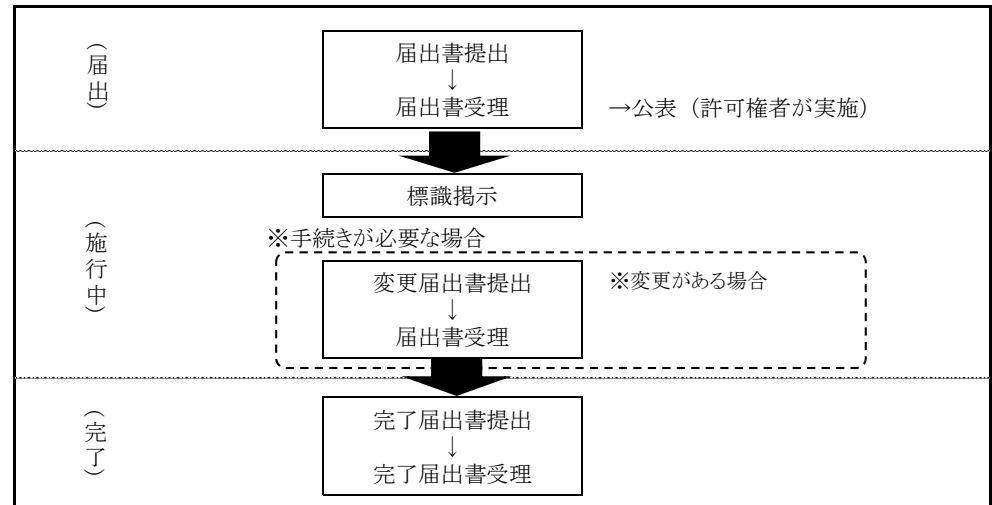 (届出)
届出書提出
↓
届出書受理
→公表（許可権者が実施）
(施行中)
標識掲示
※手続きが必要な場合
変更届出書提出
↓
届出書受理
※変更がある場合
(完了)
完了届出書提出
↓
完了届出書受理